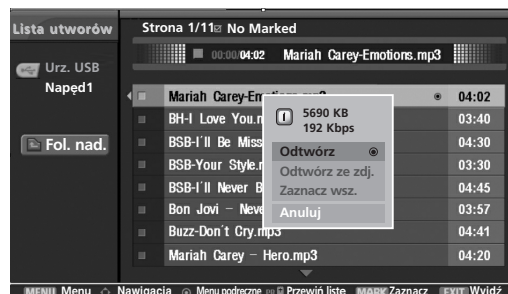 Lista utworów
Strona 1/11 No Marked
00:00/04:02 Mariah Carey-Emotions.mp3
Urz. USB
Napęd1
Fol. nad.
Mariah Carey-Em 04:02
BH-I Love You.m 03:40
BSB-I´ll Be Miss 04:30
BSB-Your Style.m 03:30
BSB-I´ll Never B 04:45
Bon Jovi – Neve 03:57
Buzz-Don´t Cry.mp3 04:41
Mariah Carey – Hero.mp3 04:20
5690 KB
192 Kbps
Odtwórz
Odtwórz ze zdj.
Zaznacz wsz.
Anuluj
MENU Menu Nawigacja Menu podręczne PR Przewiń listę MARK Zaznacz EXIT Wyidź